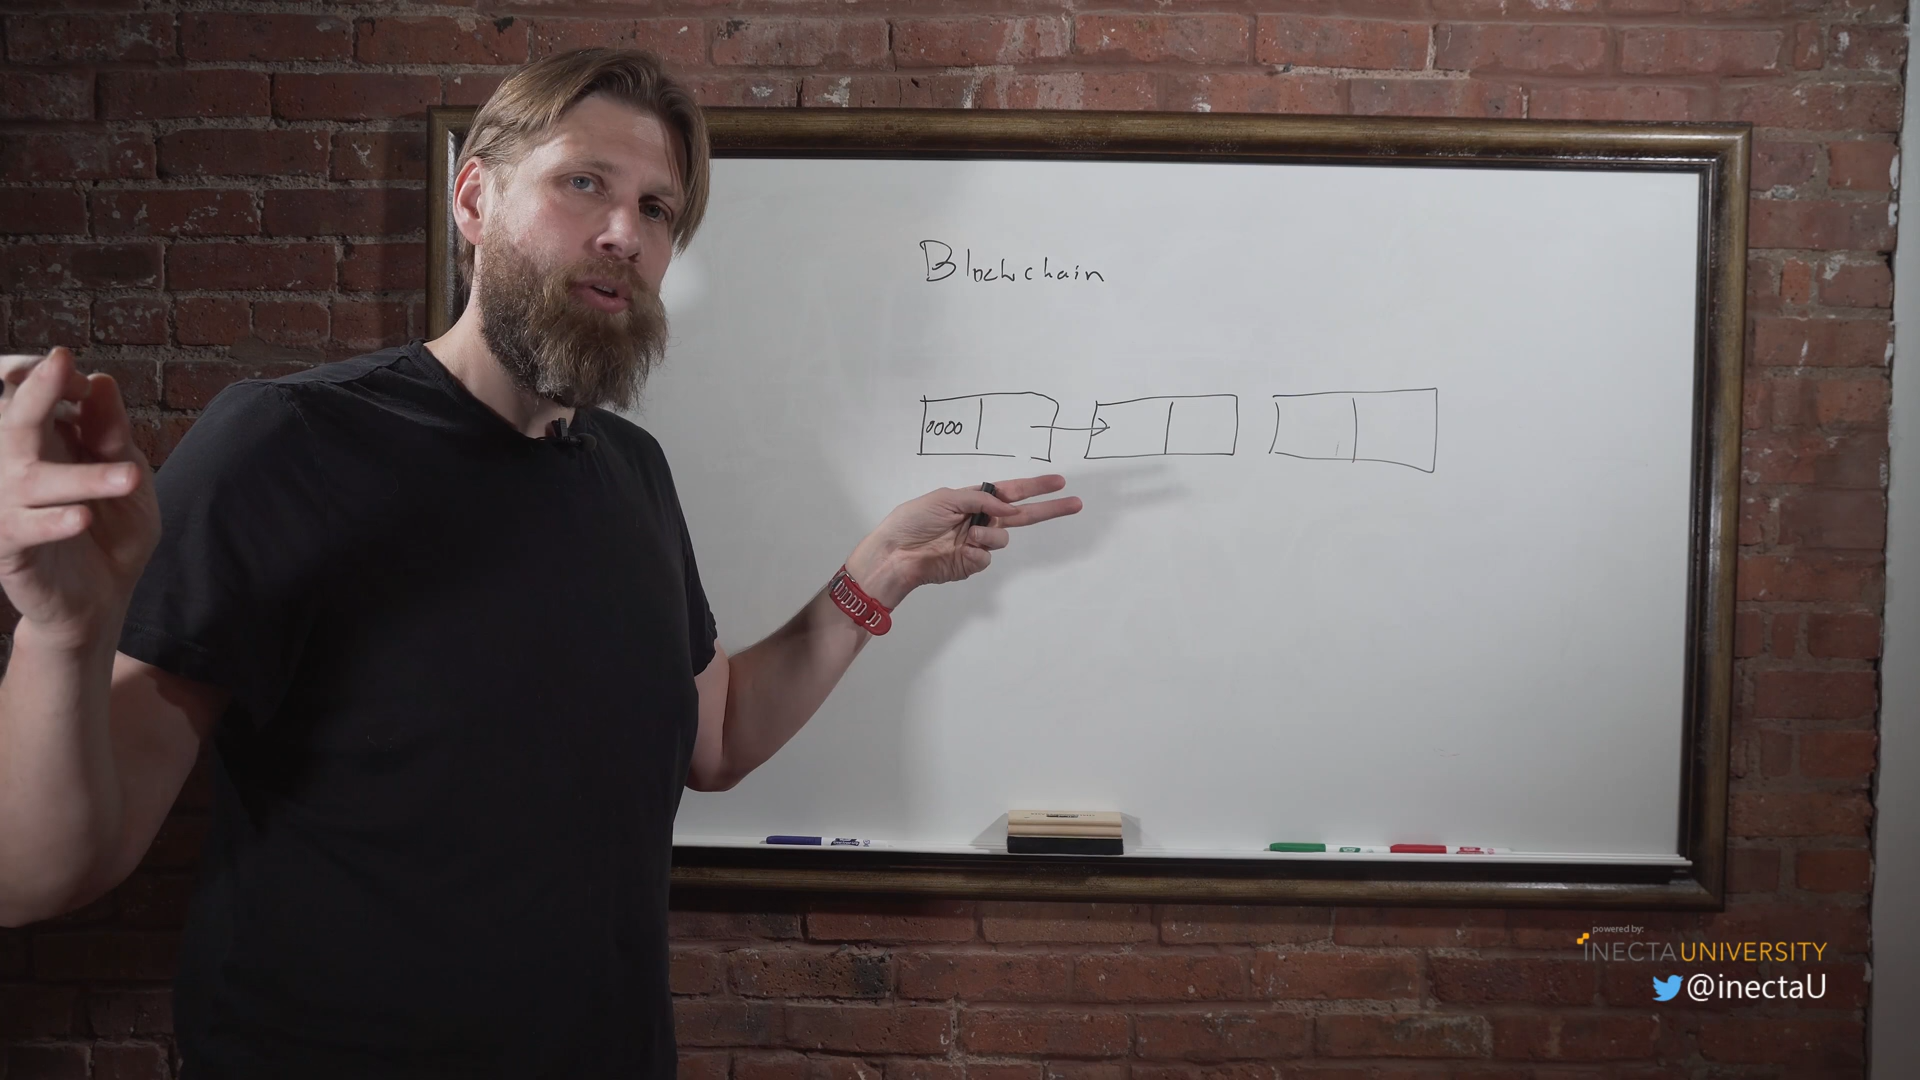 Blockchain
0000
powered by:
INECTAUNIVERSITY
@inectaU